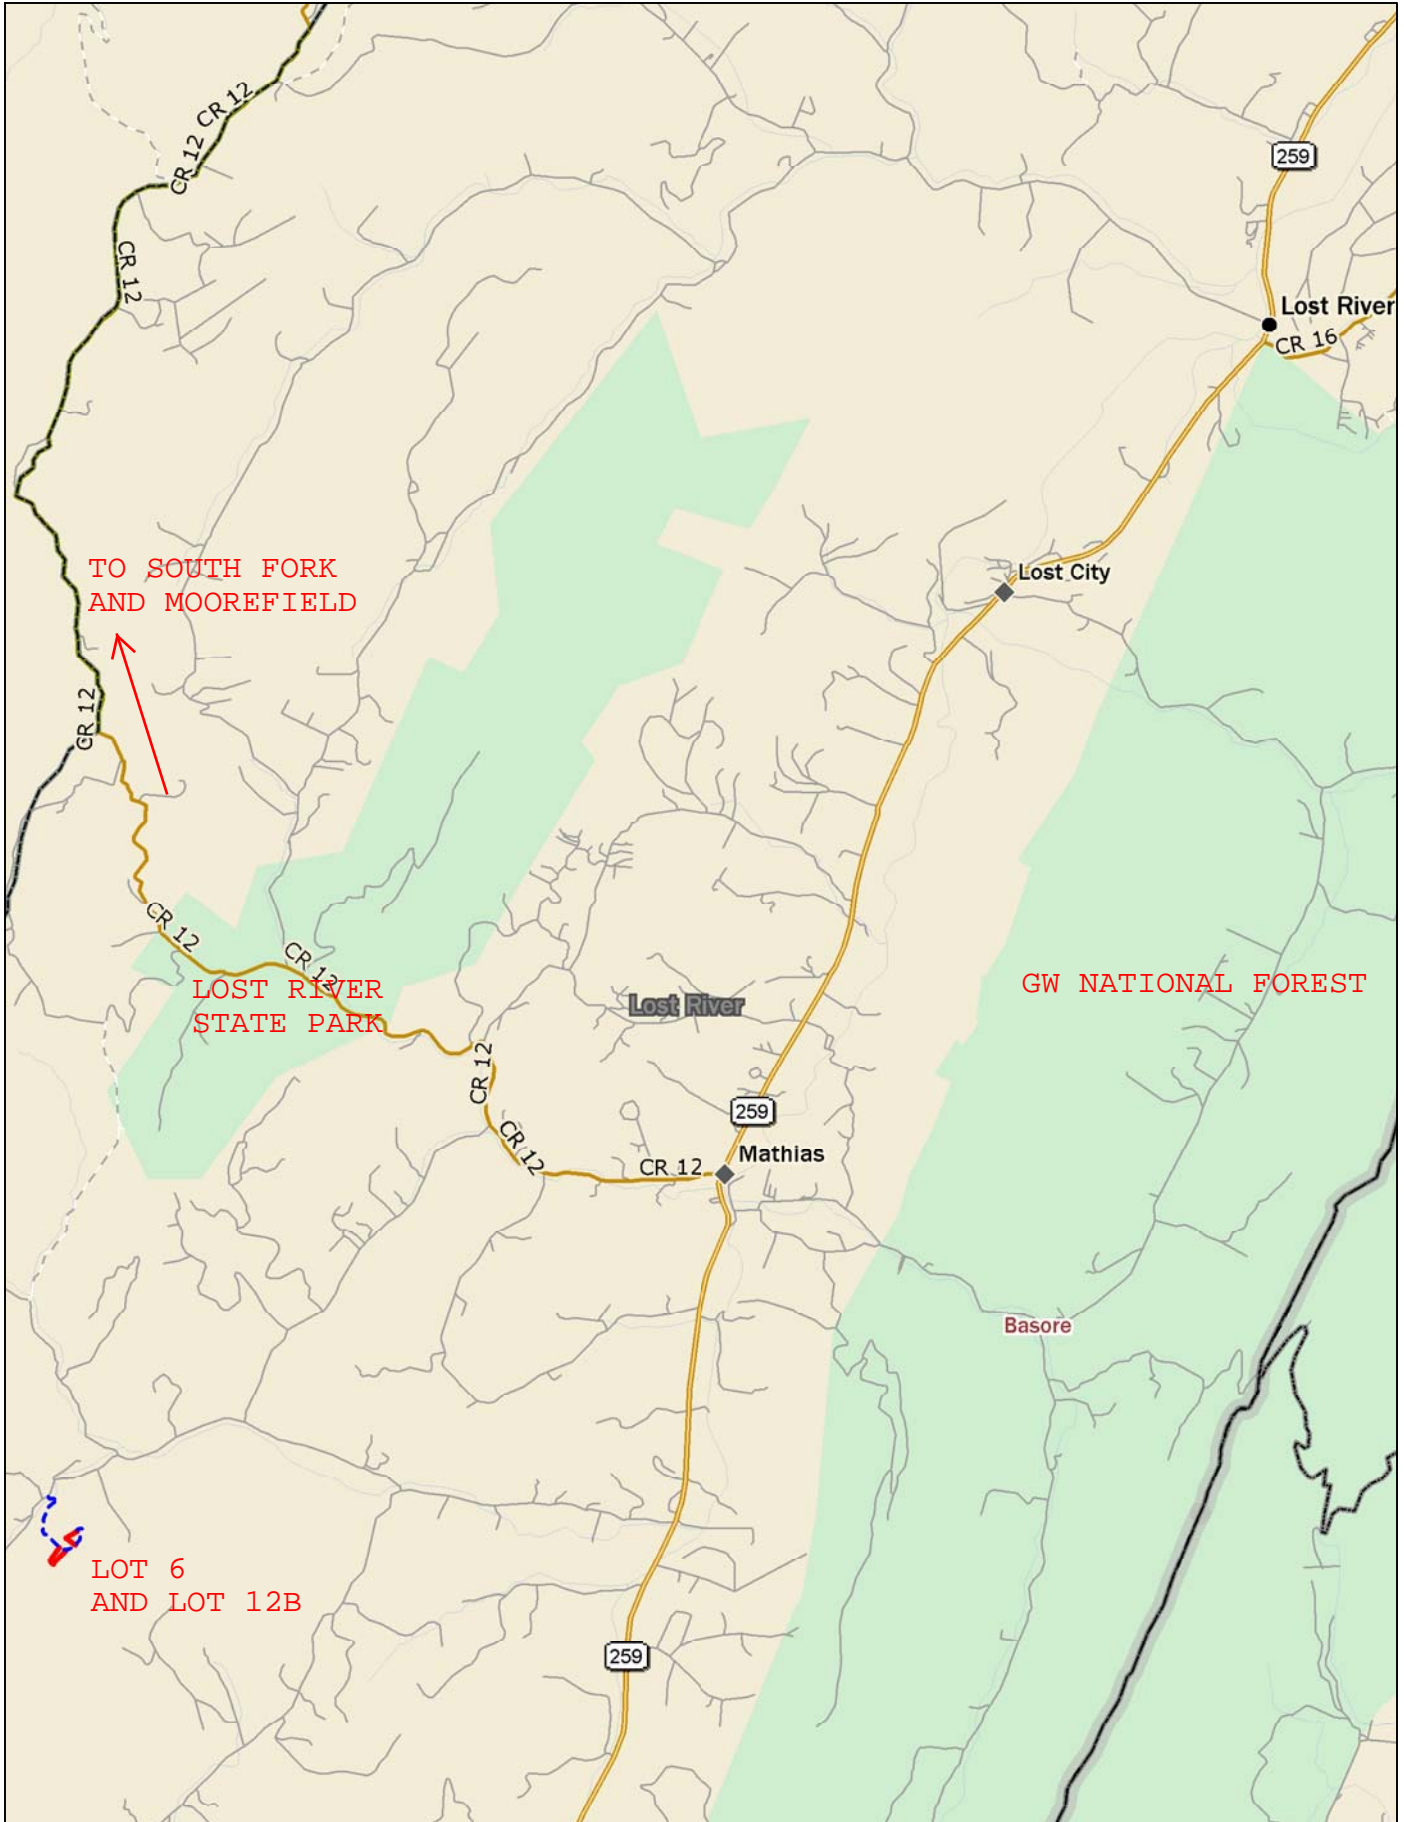 CR 12
CR 12
259
CR 12
Lost River
CR 16
TO SOUTH FORK
AND MOOREFIELD
Lost City
CR 12
CR 12
CR 12
LOST RIVER
STATE PARK
Lost River
GW NATIONAL FOREST
CR 12
259
CR 12
CR 12
Mathias
Basore
LOT 6
AND LOT 12B
259